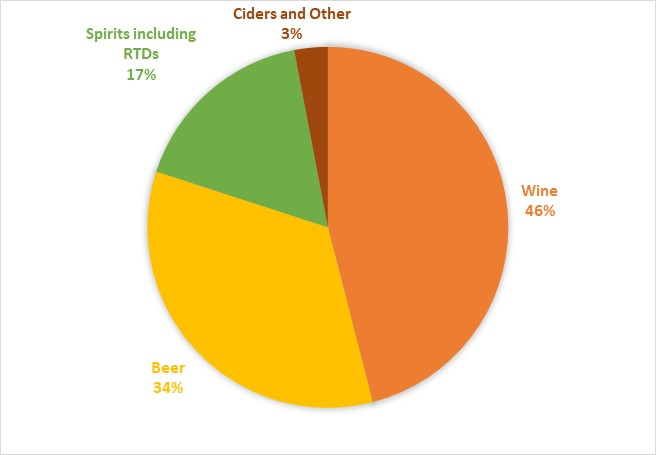 Ciders and Other
3%
Spirits including
RTDs
17%
Wine
46%
Beer
34%